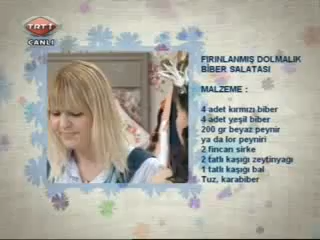 TRT 1
CANLI
FIRINLANMIŞ DOLMALIK
BİBER SALATASI
MALZEME :
4 adet kırmızı biber
4 adet yeşil biber
200 gr beyaz peynir
ya da lor peyniri
2 fincan sirke
2 tatlı kaşığı zeytinyağı
1 tatlı kaşığı bal
Tuz, karabiber